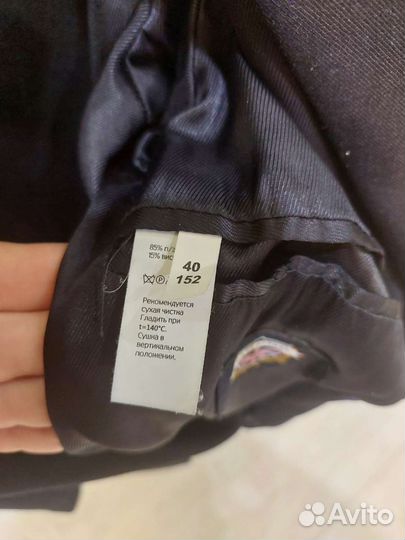 85% п/э
15% вис
40
152
P
Рекомендуется
сухая чистка
Гладить при
t=140°С.
Сушка в
вертикальном
положении.
Avito